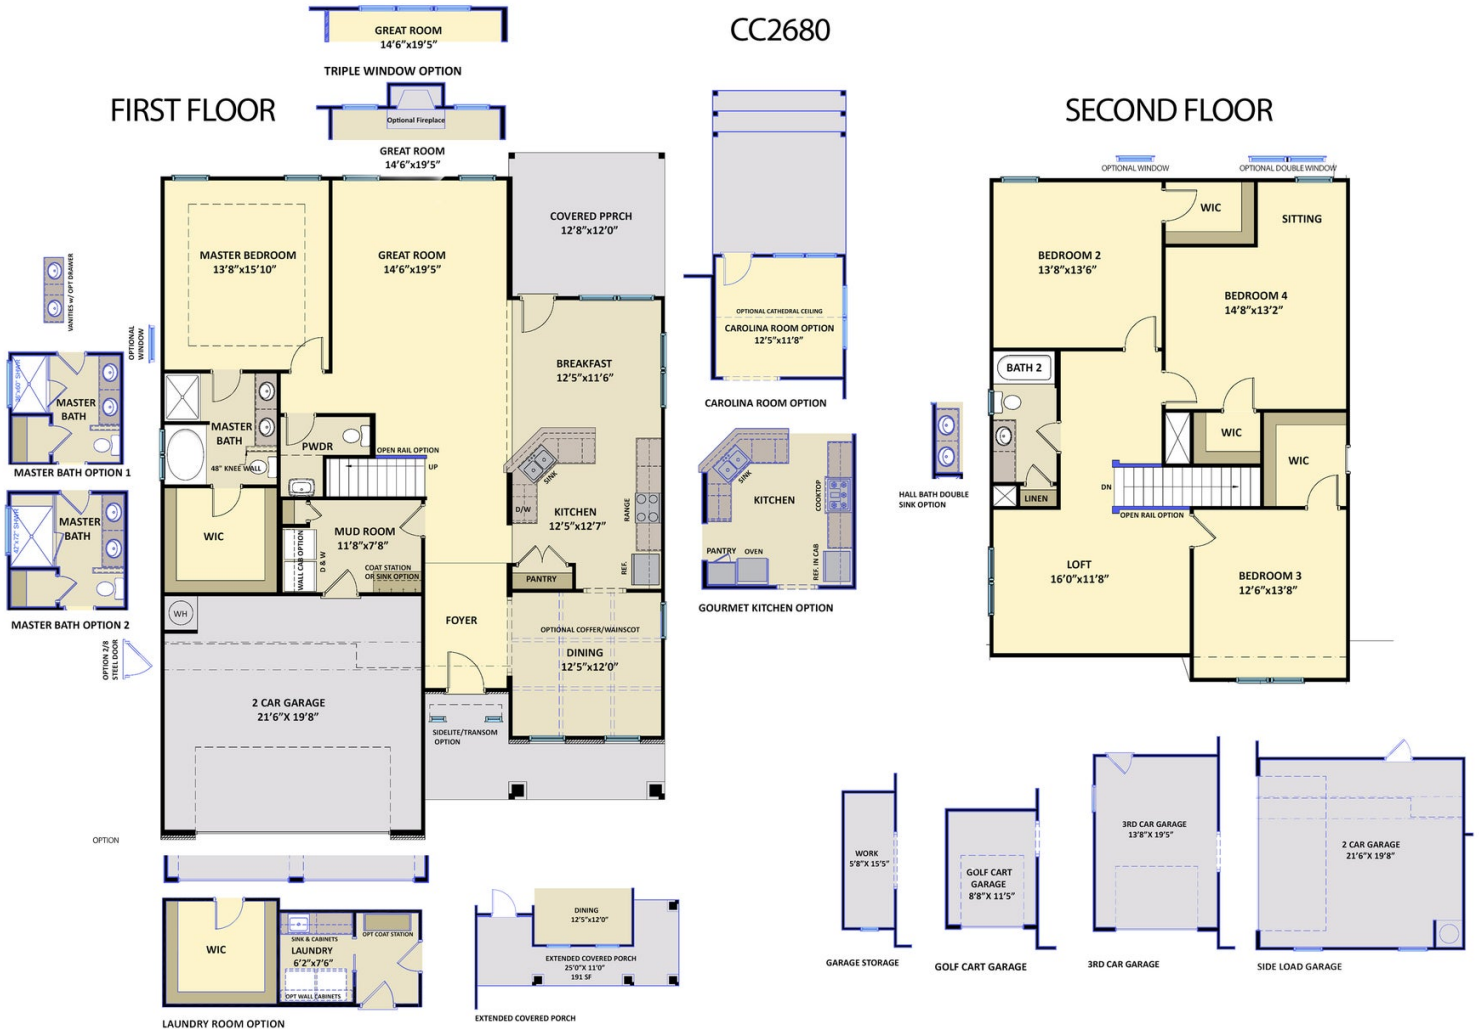 CC2680
FIRST FLOOR
SECOND FLOOR
GREAT ROOM
14'6"x19'5"
TRIPLE WINDOW OPTION
Optional Fireplace
GREAT ROOM
14'6"x19'5"
MASTER BEDROOM
13'8"x15'10"
GREAT ROOM
14'6"x19'5"
COVERED PPRCH
12'8"x12'0"
BREAKFAST
12'5"x11'6"
VANITIES w/ OPT DRAWER
OPTIONAL
WINDOW
MASTER
BATH
MASTER BATH OPTION 1
42"x72" SHWR
MASTER
BATH
MASTER BATH OPTION 2
OPTION 2/8
STEEL DOOR
MASTER
BATH
48" KNEE WALL
PWDR
OPEN RAIL OPTION
UP
WIC
MUD ROOM
11'8"x7'8"
WALL CAB OPTION
D & W
COAT STATION
OR SINK OPTION
SINK
D/W
KITCHEN
12'5"x12'7"
RANGE
REF.
PANTRY
WH
FOYER
OPTIONAL COFFER/WAINSCOT
DINING
12'5"x12'0"
2 CAR GARAGE
21'6"X 19'8"
SIDELITE/TRANSOM
OPTION
OPTION
WIC
SINK & CABINETS
LAUNDRY
6'2"x7'6"
OPT WALL CABINETS
OPT COAT STATION
LAUNDRY ROOM OPTION
DINING
12'5"x12'0"
EXTENDED COVERED PORCH
25'0"X 11'0"
191 SF
EXTENDED COVERED PORCH
OPTIONAL CATHEDRAL CEILING
CAROLINA ROOM OPTION
12'5"x11'8"
CAROLINA ROOM OPTION
SINK
KITCHEN
COOKTOP
PANTRY
OVEN
REF. IN CAB
GOURMET KITCHEN OPTION
HALL BATH DOUBLE
SINK OPTION
OPTIONAL WINDOW
OPTIONAL DOUBLE WINDOW
BEDROOM 2
13'8"x13'6"
WIC
SITTING
BEDROOM 4
14'8"x13'2"
BATH 2
WIC
WIC
LINEN
DN
OPEN RAIL OPTION
LOFT
16'0"x11'8"
BEDROOM 3
12'6"x13'8"
WORK
5'8"X 15'5"
GARAGE STORAGE
GOLF CART
GARAGE
8'8"X 11'5"
GOLF CART GARAGE
3RD CAR GARAGE
13'8"X 19'5"
3RD CAR GARAGE
2 CAR GARAGE
21'6"X 19'8"
SIDE LOAD GARAGE